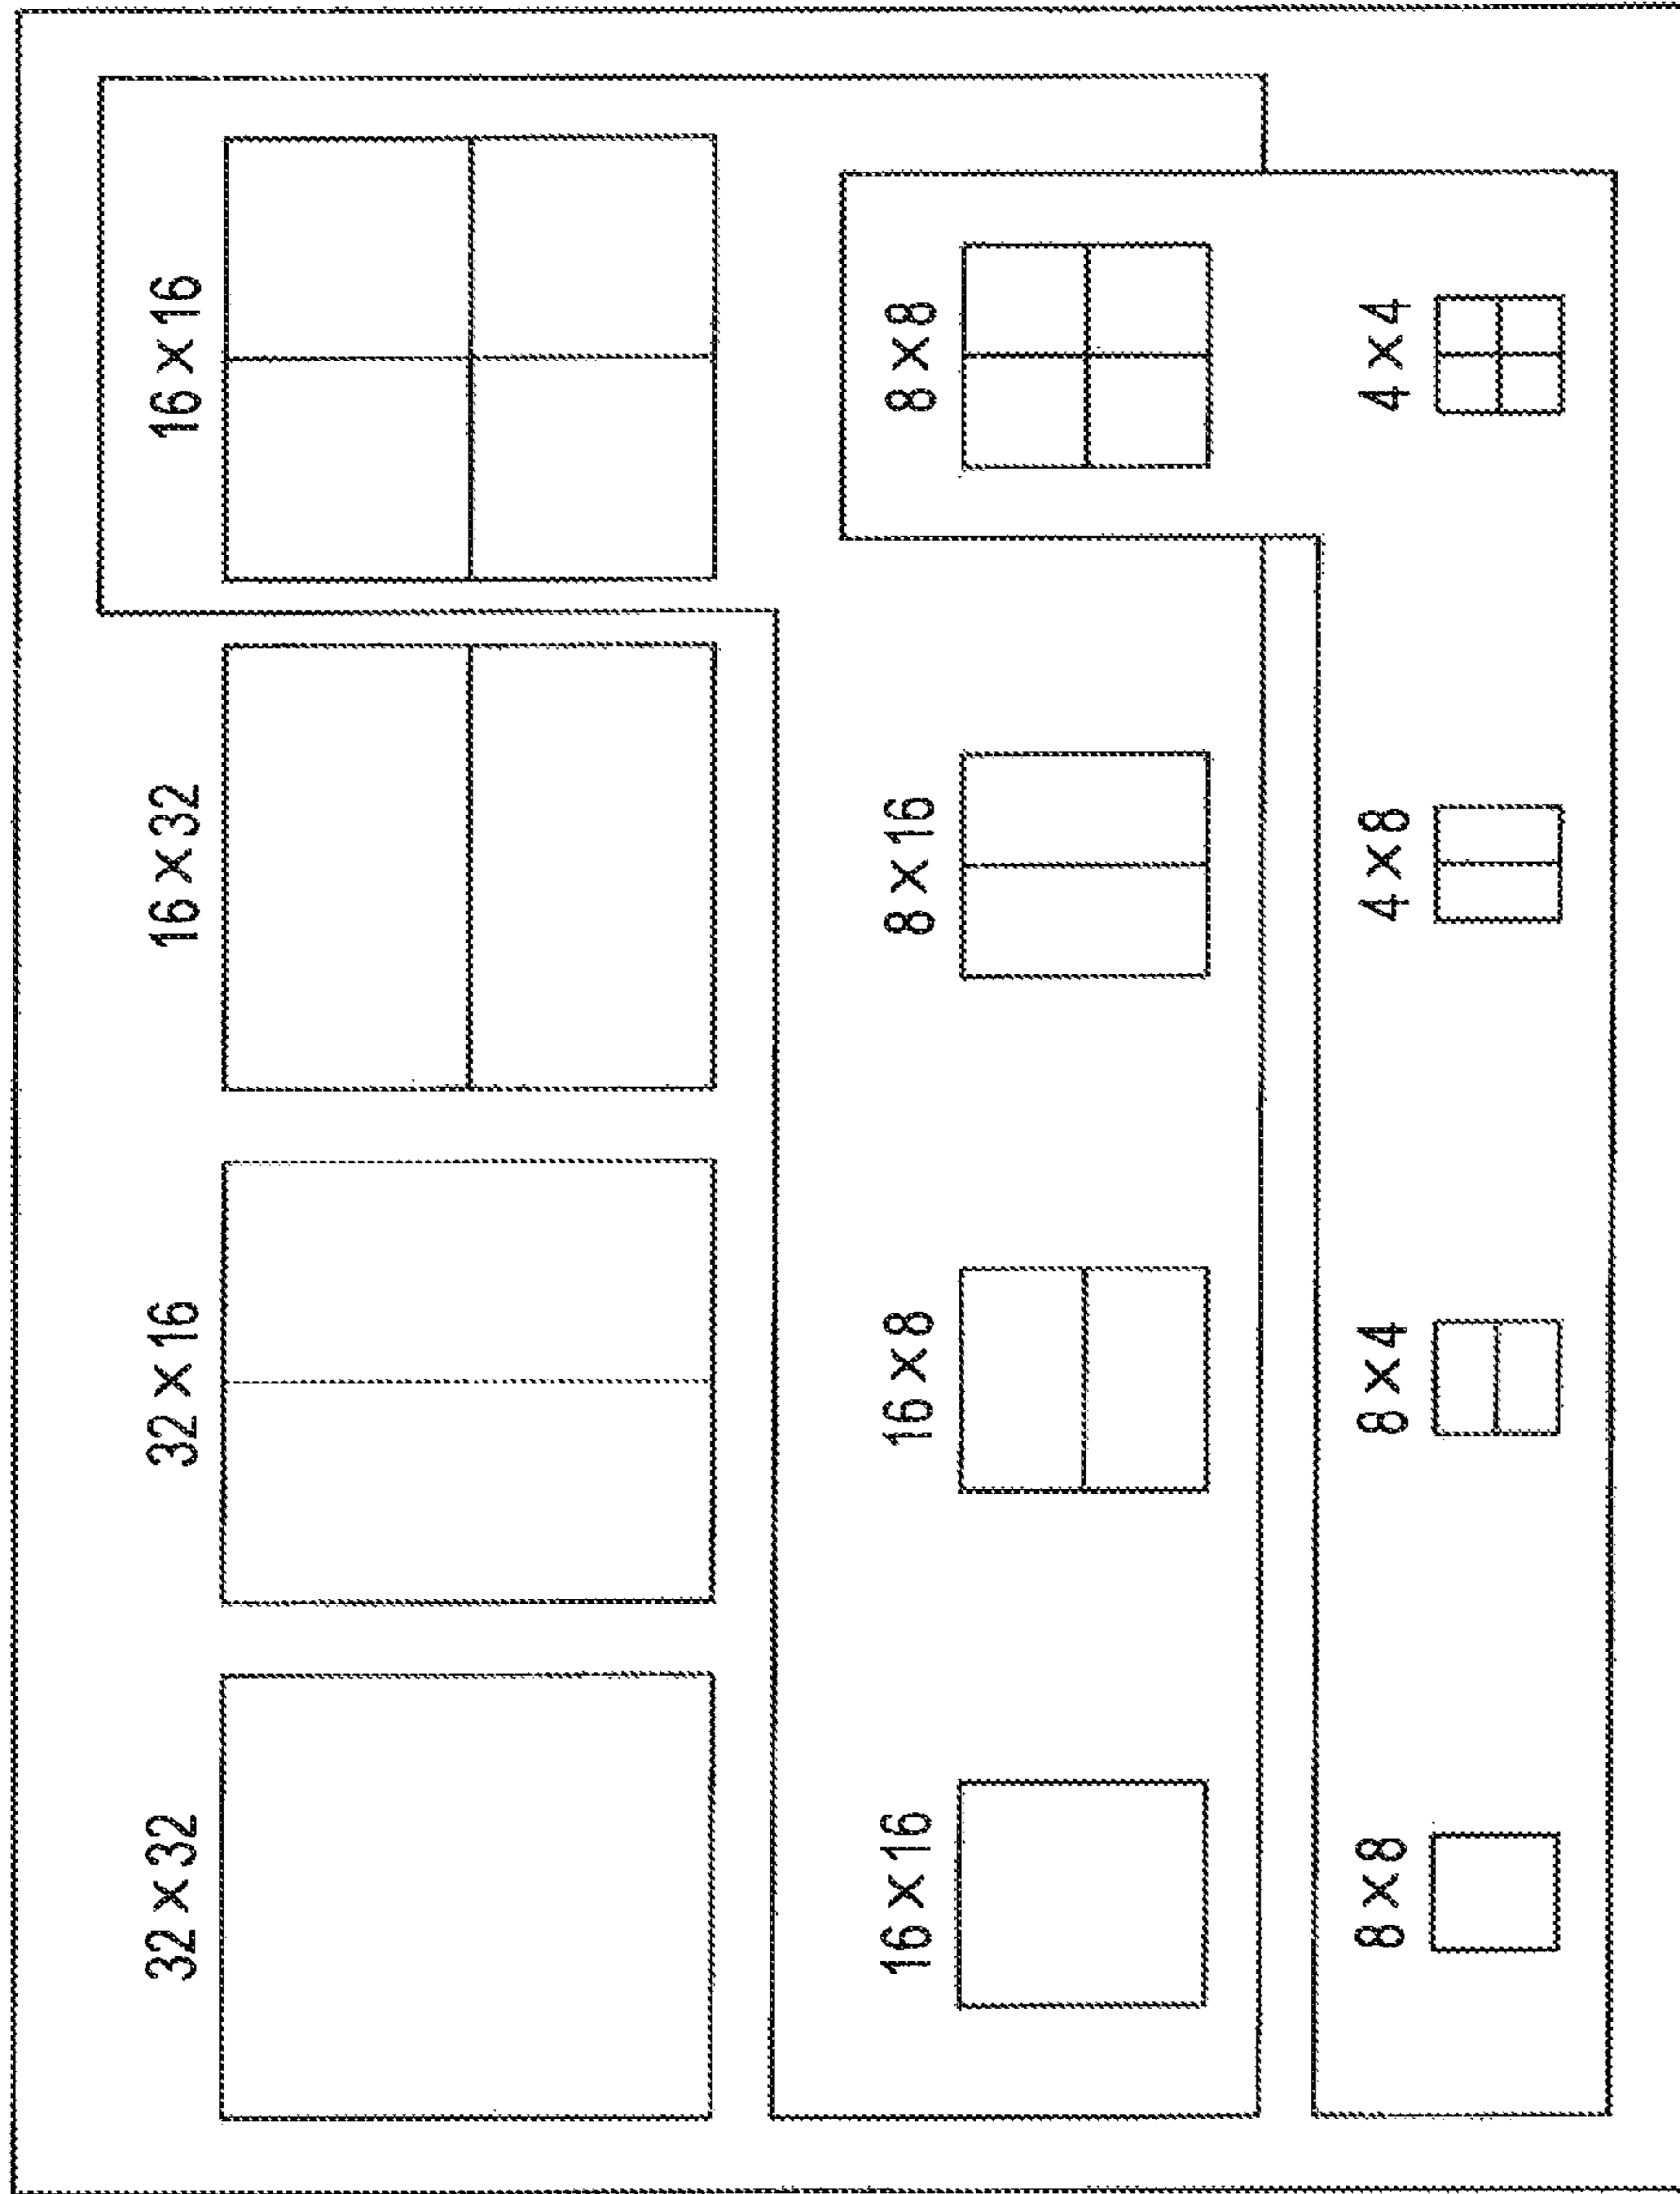 32 × 32
32 × 16
16 × 32
16 × 16
16 × 16
16 × 8
8 × 16
8 × 8
8 × 8
8 × 4
4 × 8
4 × 4